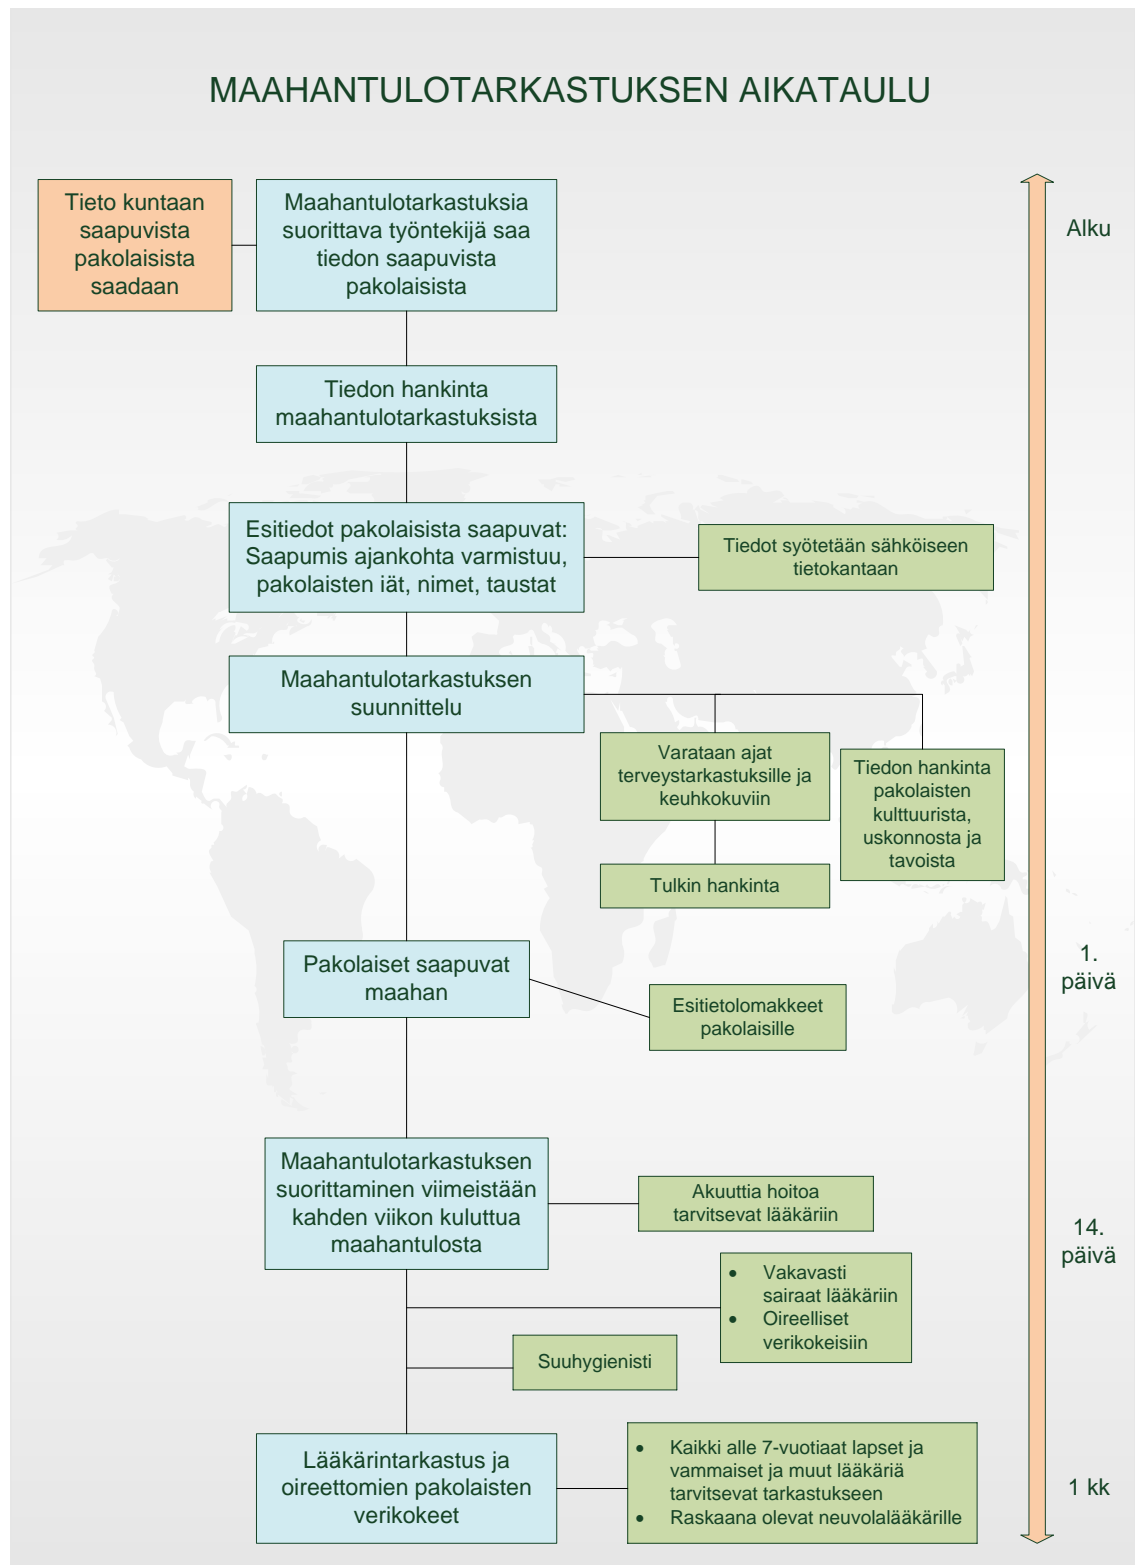 MAAHANTULOTARKASTUKSEN AIKATAULU
Tieto kuntaan
saapuvista
pakolaisista
saadaan
Maahantulotarkastuksia
suorittava työntekijä saa
tiedon saapuvista
pakolaisista
Alku
Tiedon hankinta
maahantulotarkastuksista
Esitiedot pakolaisista saapuvat:
Saapumis ajankohta varmistuu,
pakolaisten iät, nimet, taustat
Tiedot syötetään sähköiseen
tietokantaan
Maahantulotarkastuksen
suunnittelu
Varataan ajat
terveystarkastuksille ja
keuhkokuviin
Tiedon hankinta
pakolaisten
kulttuurista,
uskonnosta ja
tavoista
Tulkin hankinta
Pakolaiset saapuvat
maahan
1.
päivä
Esitietolomakkeet
pakolaisille
Maahantulotarkastuksen
suorittaminen viimeistään
kahden viikon kuluttua
maahantulosta
Akuuttia hoitoa
tarvitsevat lääkäriin
14.
päivä
• Vakavasti
sairaat lääkäriin
• Oireelliset
verikokeisiin
Suuhygienisti
Lääkärintarkastus ja
oireettomien pakolaisten
verikokeet
• Kaikki alle 7-vuotiaat lapset ja
vammaiset ja muut lääkäriä
tarvitsevat tarkastukseen
• Raskaana olevat neuvolalääkärille
1 kk